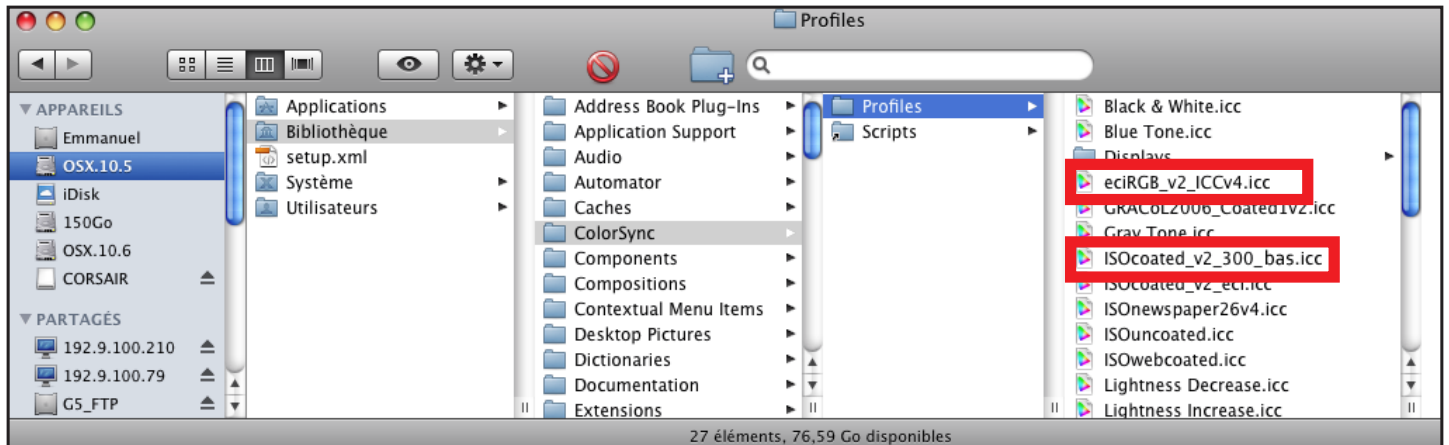 Profiles
APPAREILS
Emmanuel
OSX.10.5
iDisk
150Go
OSX.10.6
CORSAIR
PARTAGÉS
192.9.100.210
192.9.100.79
G5_FTP
Applications
Bibliothèque
setup.xml
Système
Utilisateurs
Address Book Plug-Ins
Application Support
Audio
Automator
Caches
ColorSync
Components
Compositions
Contextual Menu Items
Desktop Pictures
Dictionaries
Documentation
Extensions
Profiles
Scripts
Black & White.icc
Blue Tone.icc
Displays
eciRGB_v2_ICCv4.icc
GRACoL2006_Coated1v2.icc
Gray Tone.icc
ISOcoated_v2_300_bas.icc
ISOcoated_v2_eci.icc
ISOnewspaper26v4.icc
ISOuncoated.icc
ISOwebcoated.icc
Lightness Decrease.icc
Lightness Increase.icc
27 éléments, 76,59 Go disponibles